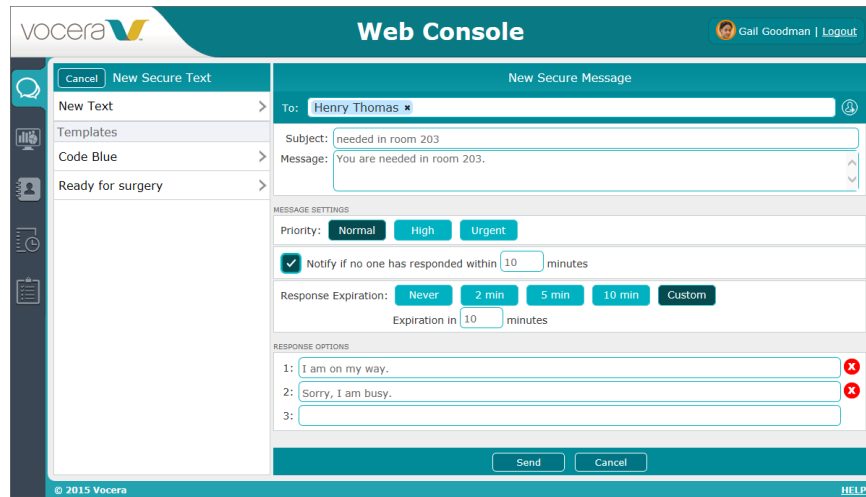 vocera
Web Console
Gail Goodman | Logout
Cancel New Secure Text
New Secure Message
New Text
To: Henry Thomas ×
Templates
Subject: needed in room 203
Code Blue
Message: You are needed in room 203.
Ready for surgery
MESSAGE SETTINGS
Priority: Normal High Urgent
Notify if no one has responded within 10 minutes
Response Expiration: Never 2 min 5 min 10 min Custom
Expiration in 10 minutes
RESPONSE OPTIONS
1: I am on my way. X
2: Sorry, I am busy. X
3:
Send Cancel
© 2015 Vocera
HELP